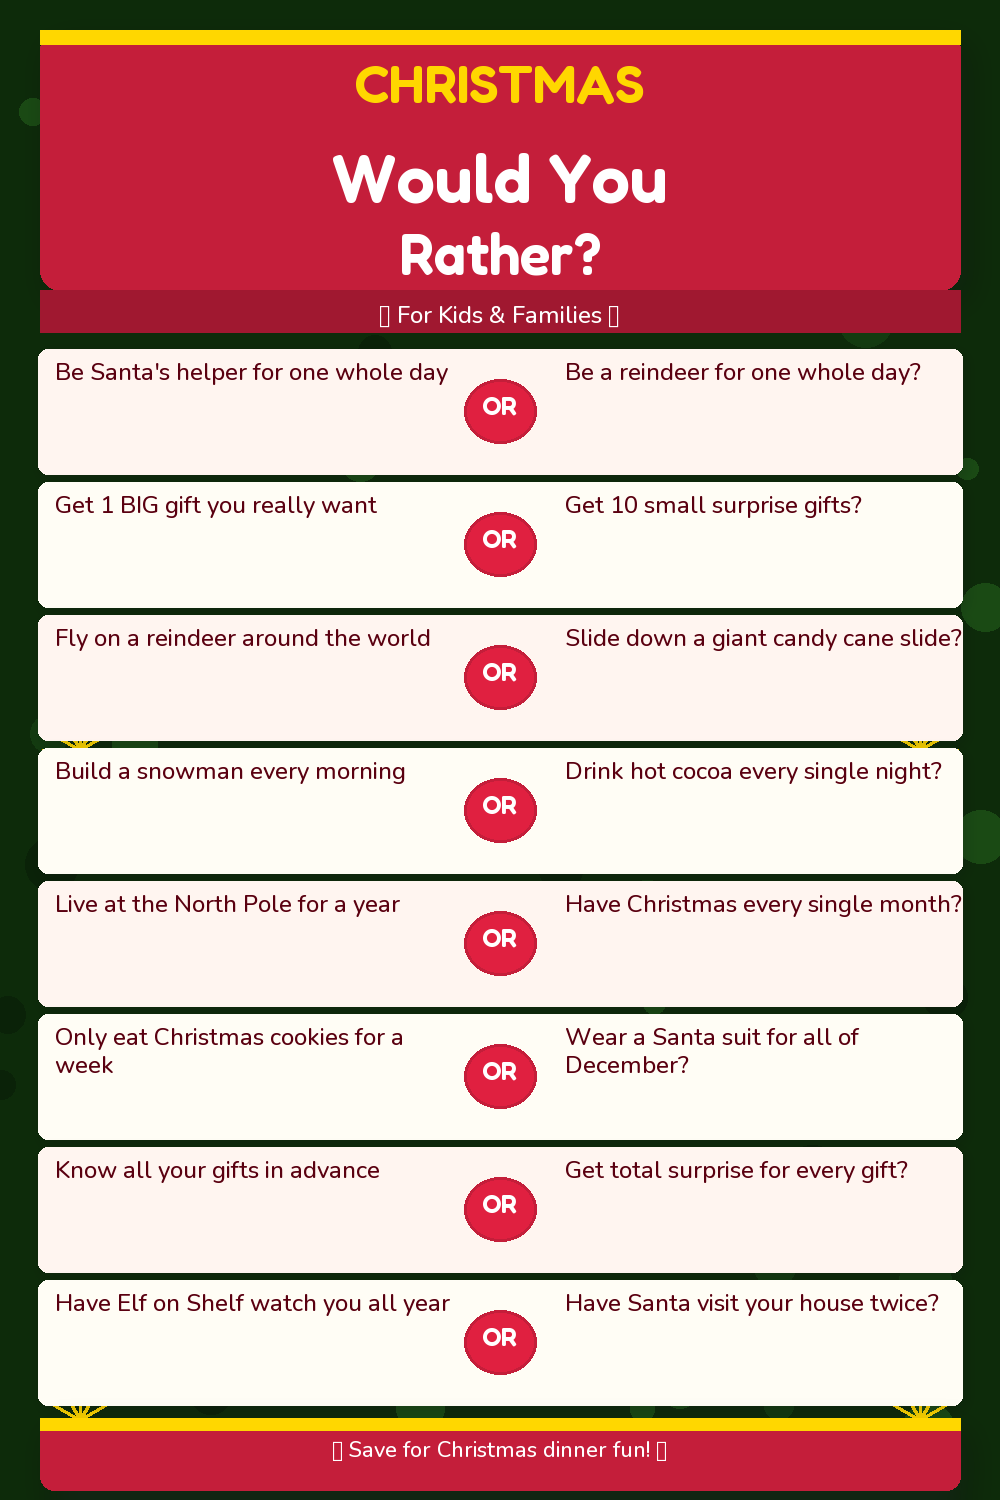 CHRISTMAS
Would You
Rather?
For Kids & Families
Be Santa's helper for one whole day
OR
Be a reindeer for one whole day?
Get 1 BIG gift you really want
OR
Get 10 small surprise gifts?
Fly on a reindeer around the world
OR
Slide down a giant candy cane slide?
Build a snowman every morning
OR
Drink hot cocoa every single night?
Live at the North Pole for a year
OR
Have Christmas every single month?
Only eat Christmas cookies for a
week
OR
Wear a Santa suit for all of
December?
Know all your gifts in advance
OR
Get total surprise for every gift?
Have Elf on Shelf watch you all year
OR
Have Santa visit your house twice?
Save for Christmas dinner fun!